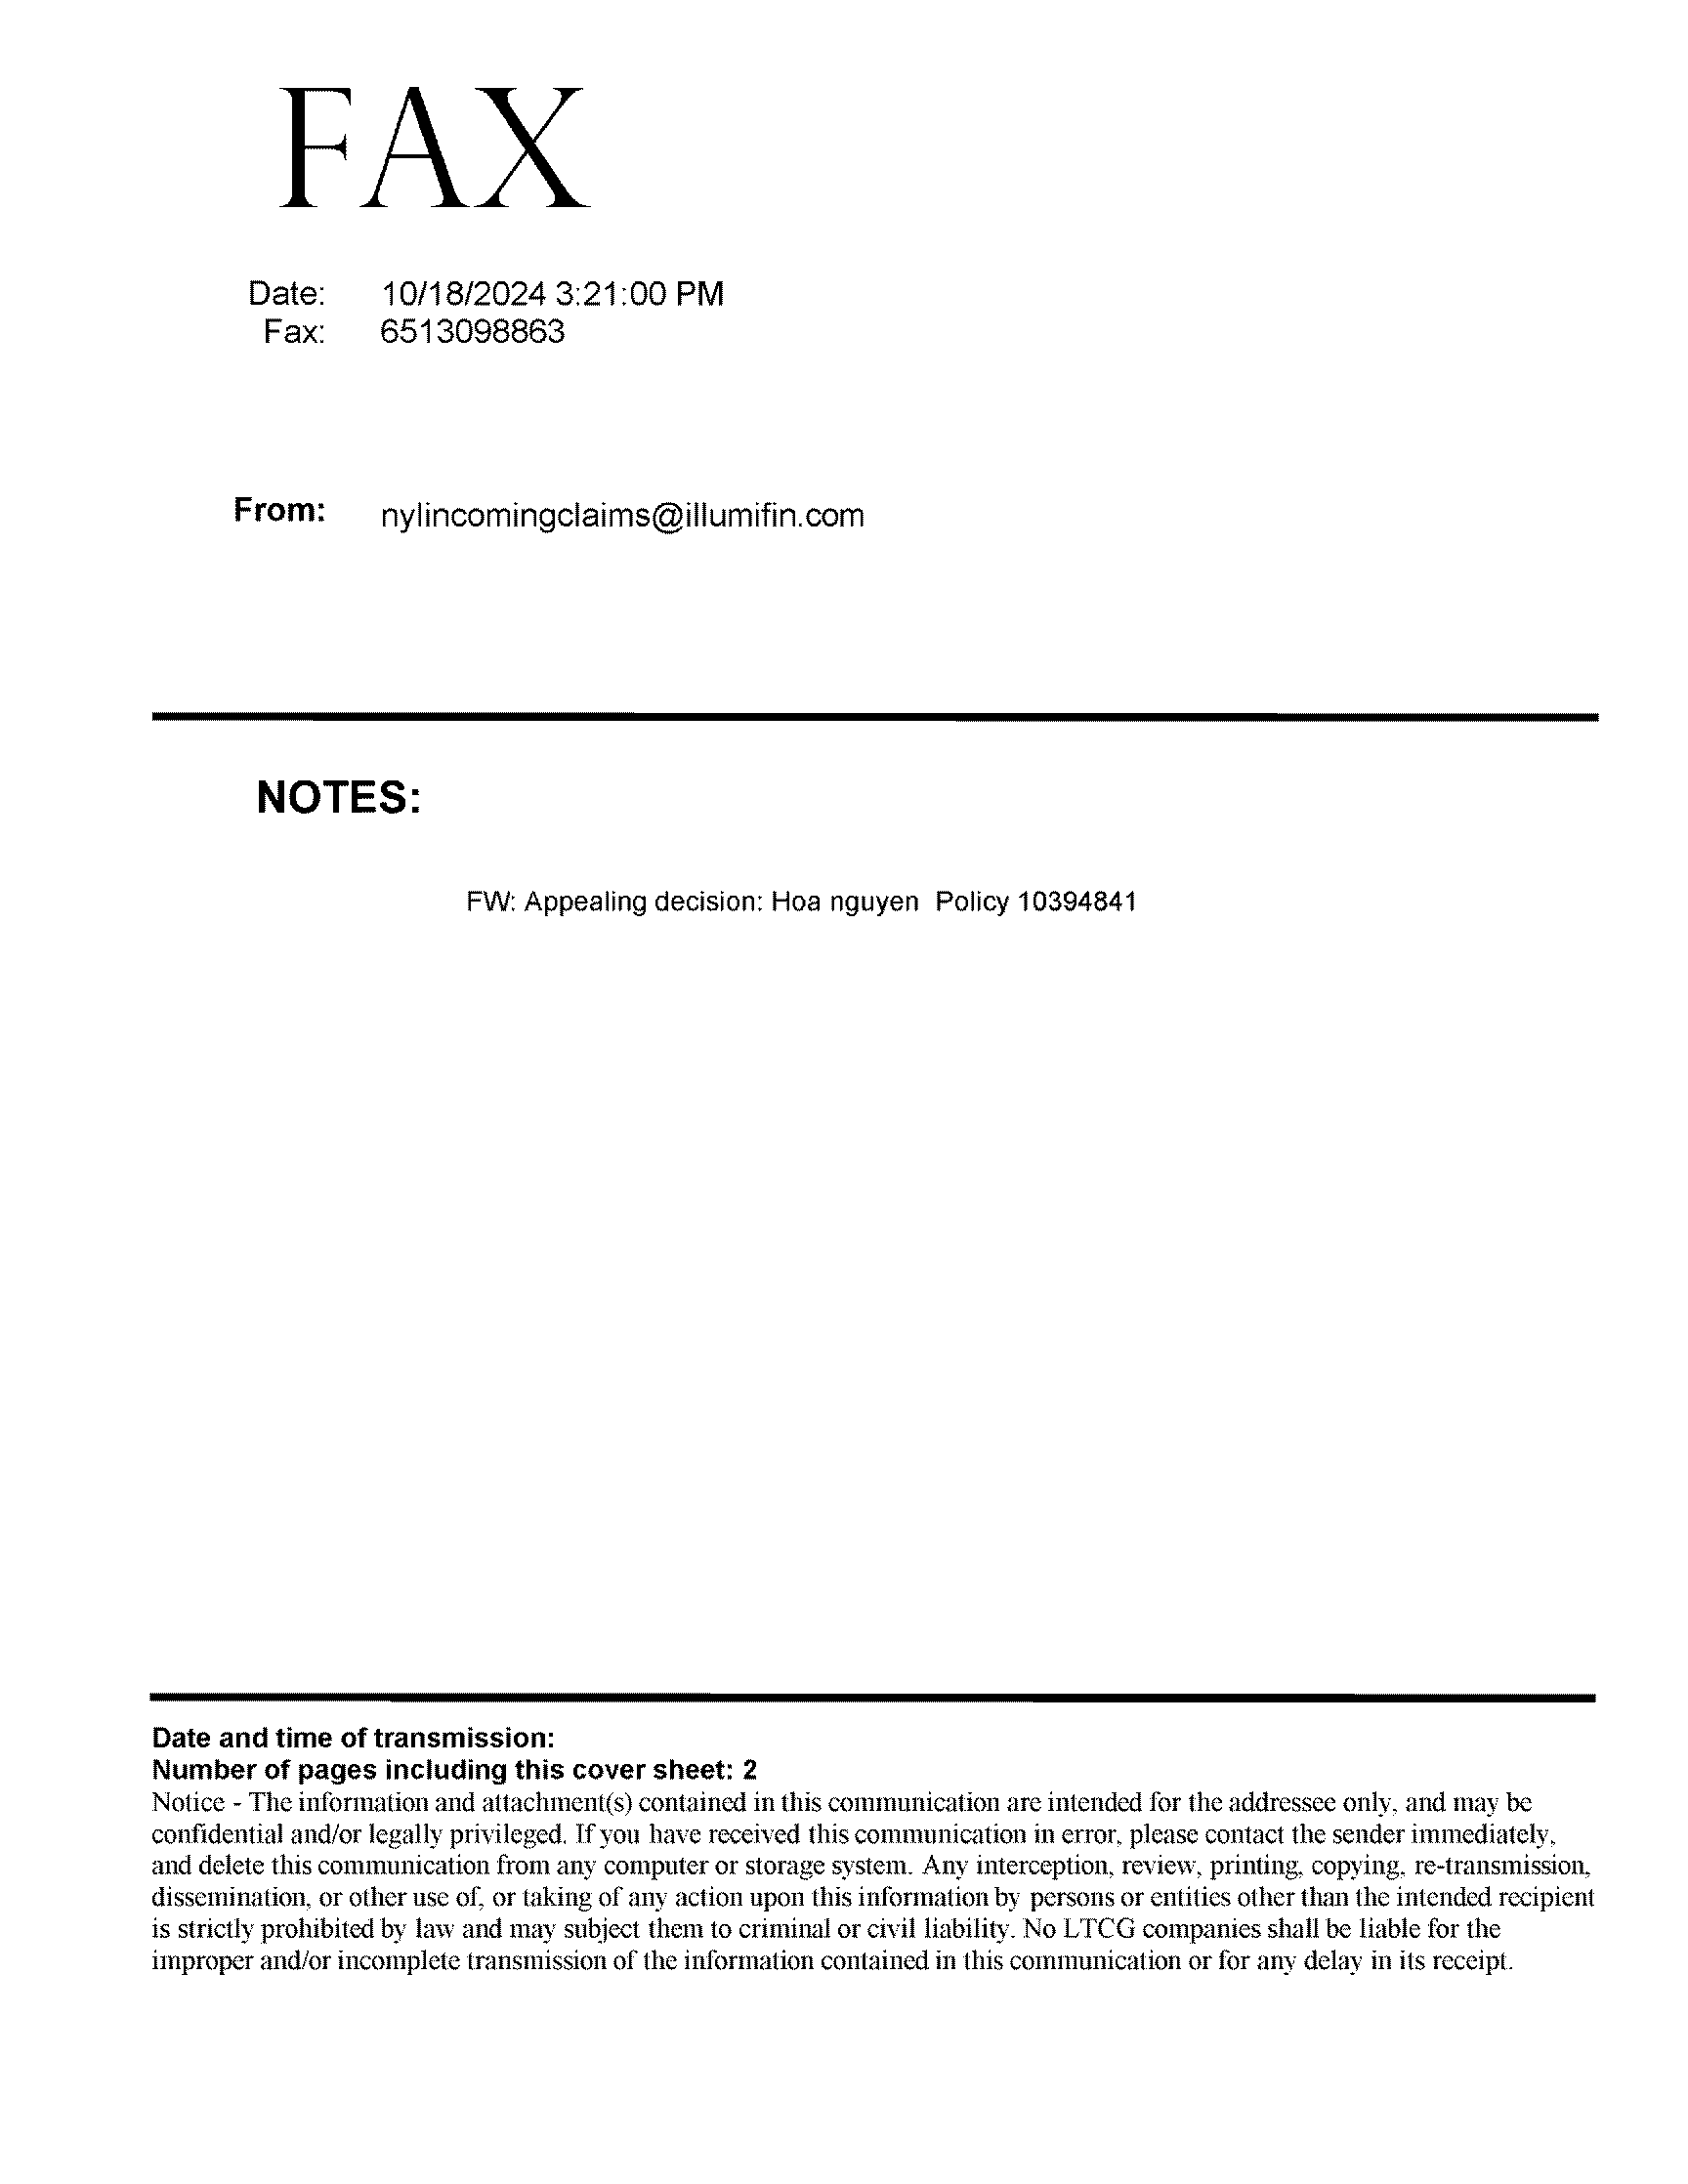 FAX
Date: 10/18/2024 3:21:00 PM
Fax: 6513098863
From: nylincomingclaims@illumifin.com
NOTES:
FW: Appealing decision: Hoa nguyen  Policy 10394841
Date and time of transmission:
Number of pages including this cover sheet: 2
Notice - The information and attachment(s) contained in this communication are intended for the addressee only, and may be
confidential and/or legally privileged. If you have received this communication in error, please contact the sender immediately,
and delete this communication from any computer or storage system. Any interception, review, printing, copying, re-transmission,
dissemination, or other use of, or taking of any action upon this information by persons or entities other than the intended recipient
is strictly prohibited by law and may subject them to criminal or civil liability. No LTCG companies shall be liable for the
improper and/or incomplete transmission of the information contained in this communication or for any delay in its receipt.